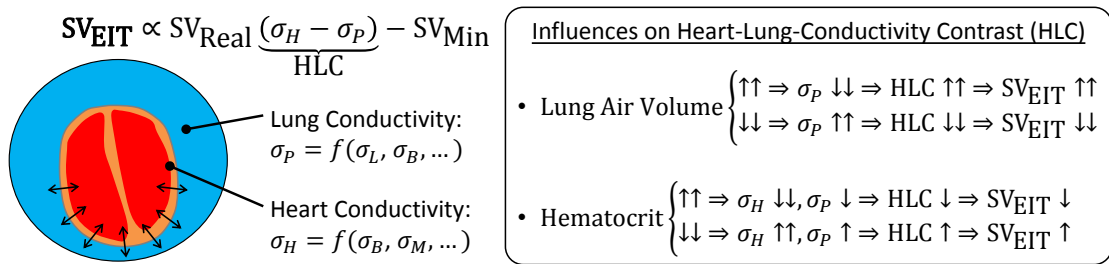 SV_EIT ∝ SV_Real (σ_H − σ_P) − SV_Min
HLC
Lung Conductivity:
σ_P = f(σ_L, σ_B, …)
Heart Conductivity:
σ_H = f(σ_B, σ_M, …)
Influences on Heart-Lung-Conductivity Contrast (HLC)
• Lung Air Volume { ↑↑ ⇒ σ_P ↓↓ ⇒ HLC ↑↑ ⇒ SV_EIT ↑↑
↓↓ ⇒ σ_P ↑↑ ⇒ HLC ↓↓ ⇒ SV_EIT ↓↓
• Hematocrit { ↑↑ ⇒ σ_H ↓↓, σ_P ↓ ⇒ HLC ↓ ⇒ SV_EIT ↓
↓↓ ⇒ σ_H ↑↑, σ_P ↑ ⇒ HLC ↑ ⇒ SV_EIT ↑